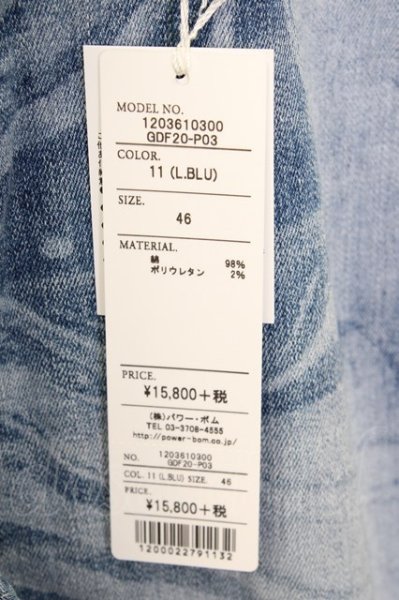 MODEL NO.
1203610300
GDF20-P03
COLOR.
11 (L.BLU)
SIZE.
46
MATERIAL.
綿 98%
ポリウレタン 2%
PRICE.
¥15,800+税
(株)パワー・ボム
TEL 03-3708-4555
http://power-bom.co.jp/
NO. 1203610300
GDF20-P03
COL. 11 (L.BLU) SIZE. 46
PRICE.
¥15,800+税
1200022791132